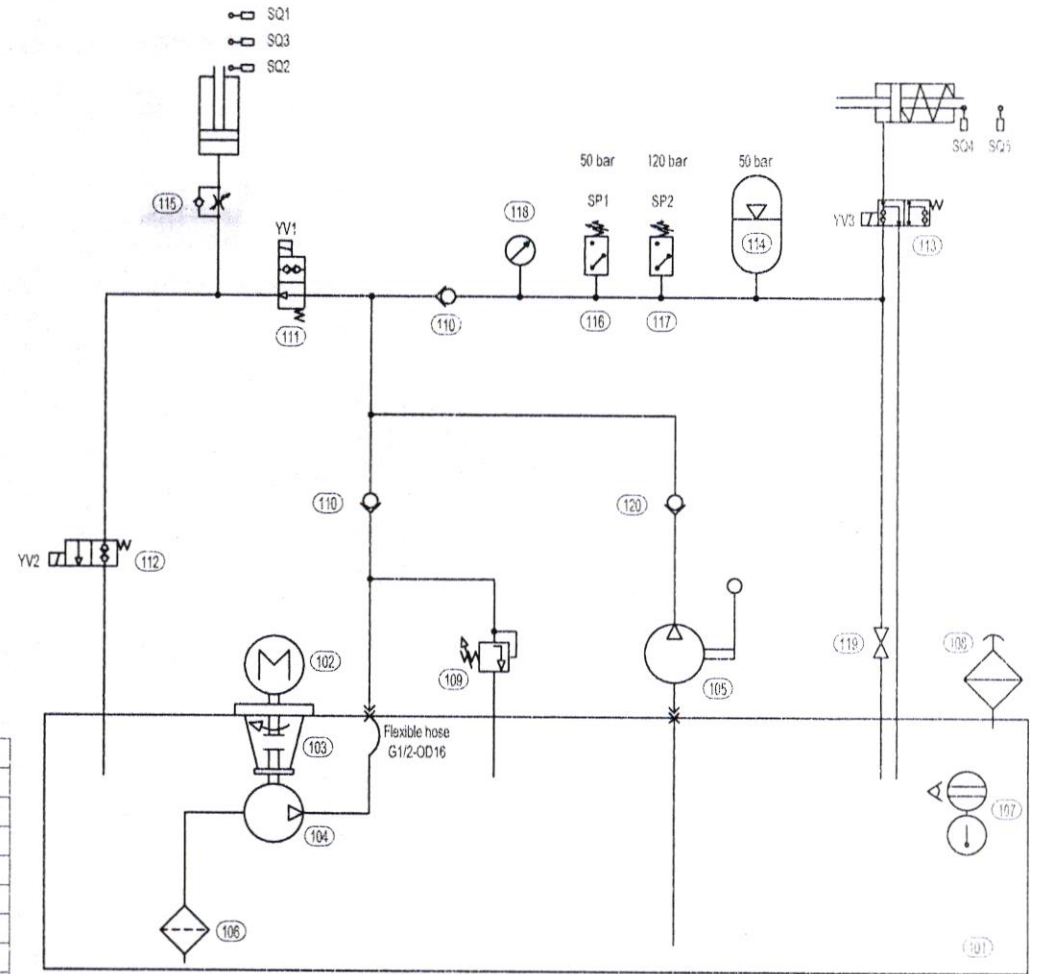 SQ1
SQ3
SQ2
SQ4 SQ5
50 bar 120 bar 50 bar
115
118
SP1 SP2
114
YV1
YV3
113
111
110
116
117
110
120
YV2
112
102
109
105
119
108
Flexible hose
G1/2-OD16
103
104
107
106
101